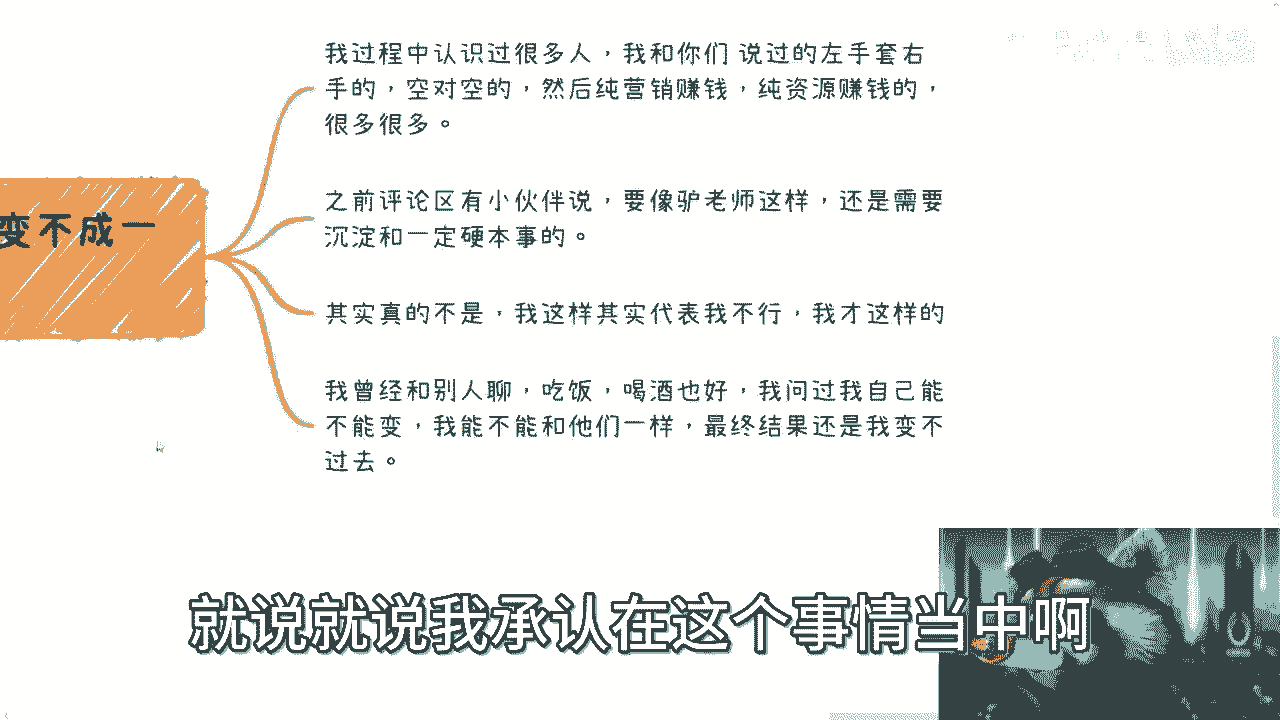 我过程中认识过很多人，我和你们 说过的左手套右
手的，空对空的，然后纯营销赚钱，纯资源赚钱的，
很多很多。
之前评论区有小伙伴说，要像驴老师这样，还是需要
沉淀和一定硬本事的。
变不成一
其实真的不是，我这样其实代表我不行，我才这样的
我曾经和别人聊，吃饭，喝酒也好，我问过我自己能
不能变，我能不能和他们一样，最终结果还是我变不
过去。
就说就说我承认在这个事情当中啊